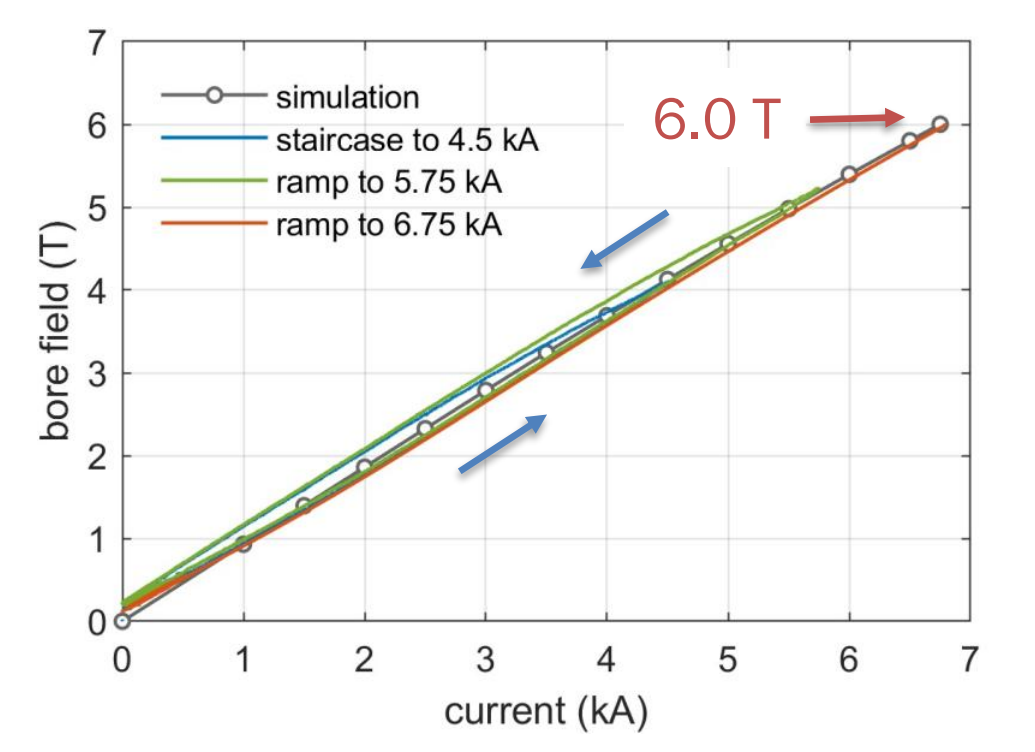 7
6
5
4
3
2
1
0
bore field (T)
simulation
staircase to 4.5 kA
ramp to 5.75 kA
ramp to 6.75 kA
6.0 T
0 1 2 3 4 5 6 7
current (kA)